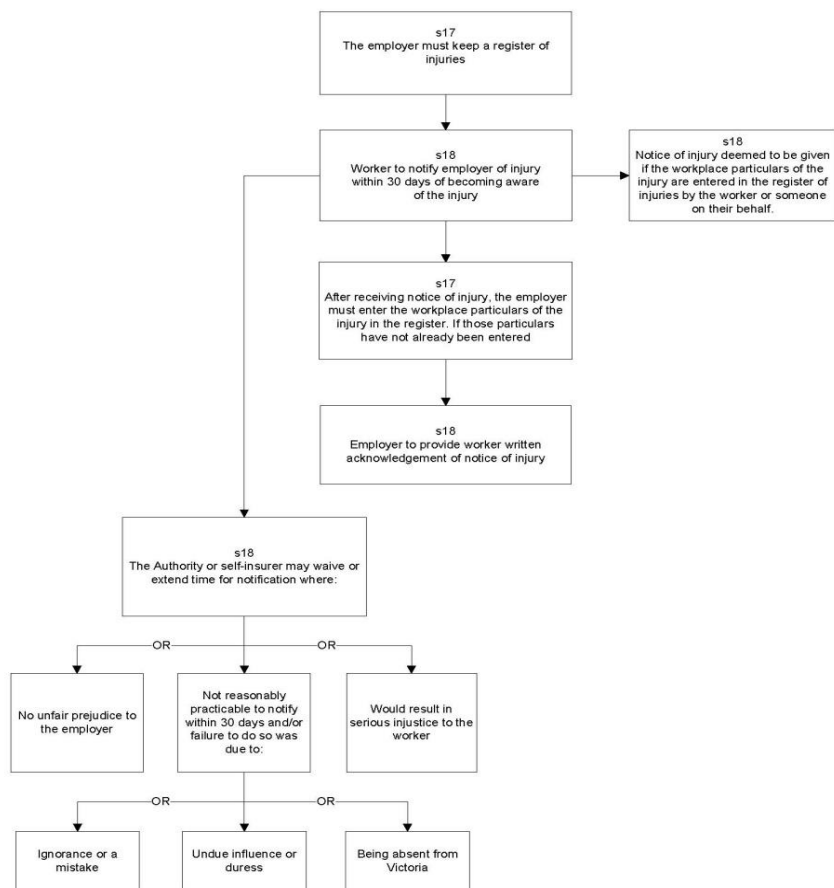 s17
The employer must keep a register of
injuries
s18
Worker to notify employer of injury
within 30 days of becoming aware
of the injury
s18
Notice of injury deemed to be given
if the workplace particulars of the
injury are entered in the register of
injuries by the worker or someone
on their behalf.
s17
After receiving notice of injury, the employer
must enter the workplace particulars of the
injury in the register. If those particulars
have not already been entered
s18
Employer to provide worker written
acknowledgement of notice of injury
s18
The Authority or self-insurer may waive or
extend time for notification where:
OR
OR
No unfair prejudice to
the employer
Not reasonably
practicable to notify
within 30 days and/or
failure to do so was
due to:
Would result in
serious injustice to the
worker
OR
OR
Ignorance or a
mistake
Undue influence or
duress
Being absent from
Victoria